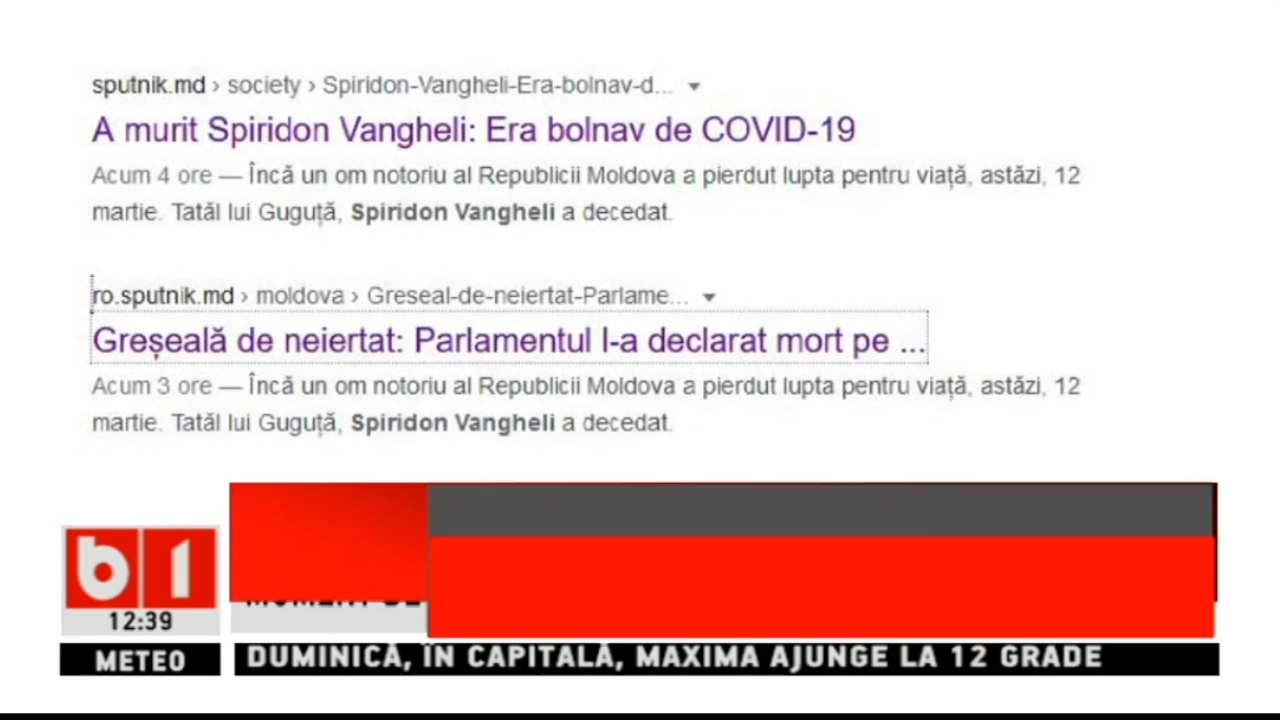 sputnik.md › society › Spiridon-Vangheli-Era-bolnav-d...
A murit Spiridon Vangheli: Era bolnav de COVID-19
Acum 4 ore — Încă un om notoriu al Republicii Moldova a pierdut lupta pentru viață, astăzi, 12
martie. Tatăl lui Guguță, Spiridon Vangheli a decedat.
ro.sputnik.md › moldova › Greseal-de-neiertat-Parlame...
Greșeală de neiertat: Parlamentul l-a declarat mort pe ...
Acum 3 ore — Încă un om notoriu al Republicii Moldova a pierdut lupta pentru viață, astăzi, 12
martie. Tatăl lui Guguță, Spiridon Vangheli a decedat.
b1
12:39
METEO
DUMINICĂ, ÎN CAPITALĂ, MAXIMA AJUNGE LA 12 GRADE